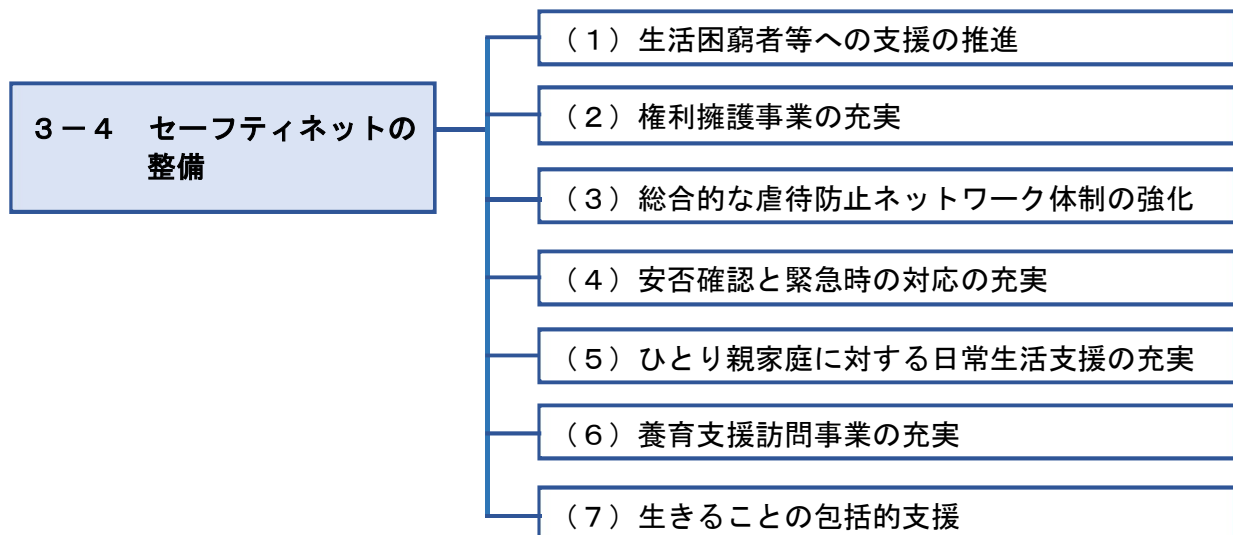 3-4 セーフティネットの
整備
(1)生活困窮者等への支援の推進
(2)権利擁護事業の充実
(3)総合的な虐待防止ネットワーク体制の強化
(4)安否確認と緊急時の対応の充実
(5)ひとり親家庭に対する日常生活支援の充実
(6)養育支援訪問事業の充実
(7)生きることの包括的支援